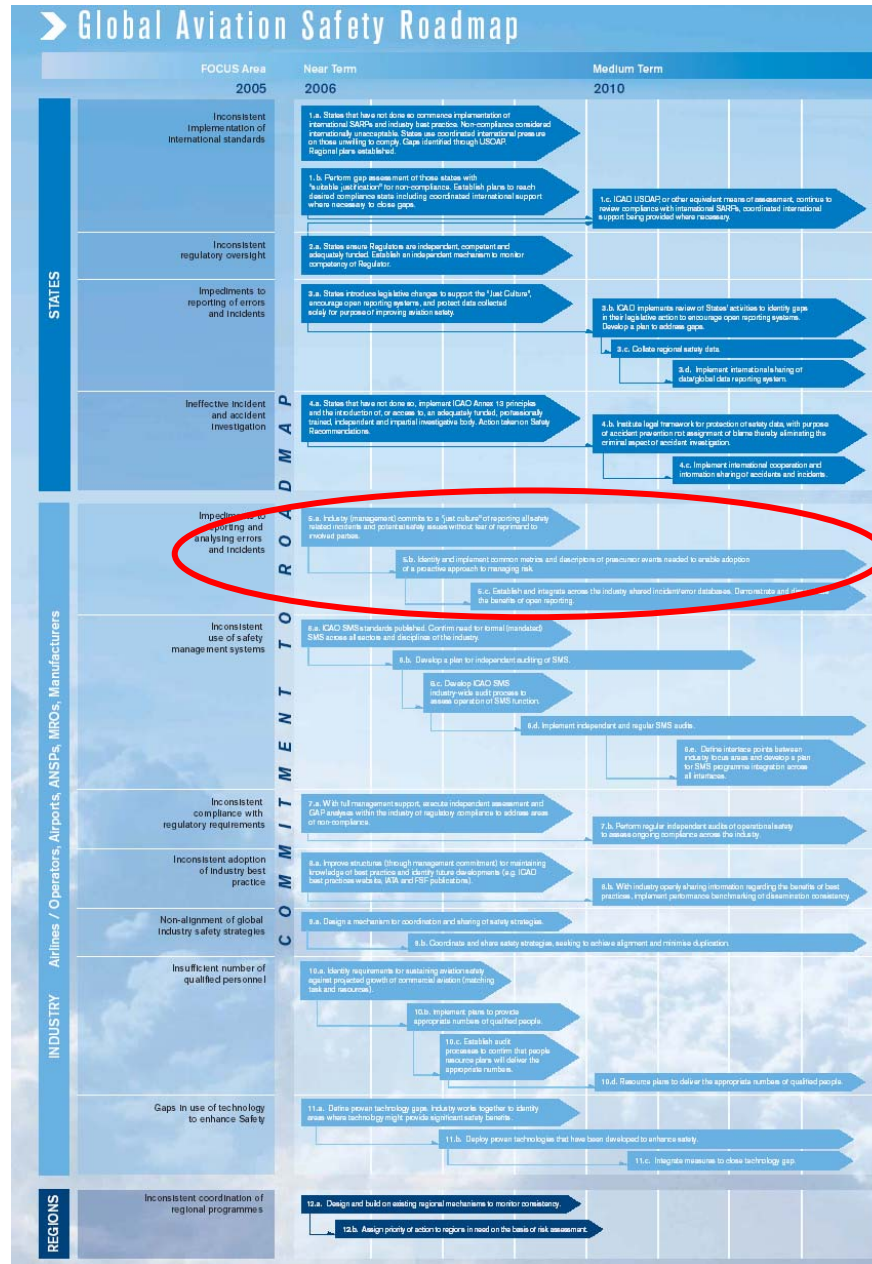 Global Aviation Safety Roadmap
FOCUS Area
Near Term
Medium Term
2005
2006
2010
STATES
Inconsistent
implementation of
international standards
1.a. States that have not done so commence implementation of
international SARPs and industry best practice. Non-compliance considered
internationally unacceptable. States use coordinated international pressure
on those unwilling to comply. Gaps identified through USOAP.
Regional plans established.
1.b. Perform gap assessment of those states with
"suitable justification" for non-compliance. Establish plans to reach
desired compliance state including coordinated international support
where necessary to close gaps.
1.c. ICAO USOAP, or other equivalent means of assessment, continue to
review compliance with international SARPs, coordinated international
support being provided where necessary.
Inconsistent
regulatory oversight
2.a. States ensure Regulators are independent, competent and
adequately funded. Establish an independent mechanism to monitor
competency of Regulator.
Impediments to
reporting of errors
and incidents
3.a. States introduce legislative changes to support the "Just Culture",
encourage open reporting systems, and protect data collected
solely for purpose of improving aviation safety.
3.b. ICAO implements review of States' activities to identify gaps
in their legislative action to encourage open reporting systems.
Develop a plan to address gaps.
3.c. Collate regional safety data.
3.d. Implement international sharing of
data/global data reporting system.
Ineffective incident
and accident
investigation
4.a. States that have not done so, implement ICAO Annex 13 principles
and the introduction of, or access to, an adequately funded, professionally
trained, independent and impartial investigative body. Action taken on Safety
Recommendations.
4.b. Institute legal framework for protection of safety data, with purpose
of accident prevention not assignment of blame thereby eliminating the
criminal aspect of accident investigation.
4.c. Implement international cooperation and
information sharing of accidents and incidents.
COMMITMENT TO ROADMAP
INDUSTRY Airlines / Operators, Airports, ANSPs, MROs, Manufacturers
Impediments to
reporting and
analysing errors
and incidents
5.a. Industry (management) commits to a "just culture" of reporting all safety
related incidents and potential safety issues without fear of reprimand to
involved parties.
5.b. Identify and implement common metrics and descriptors of prescursor events needed to enable adoption
of a proactive approach to managing risk.
5.c. Establish and integrate across the industry shared incident/error databases. Demonstrate and
the benefits of open reporting.
Inconsistent
use of safety
management systems
6.a. ICAO SMS standards published. Confirm need for formal (mandated)
SMS across all sectors and disciplines of the industry.
6.b. Develop a plan for independent auditing of SMS.
6.c. Develop ICAO SMS
industry-wide audit process to
assess operation of SMS function.
6.d. Implement independent and regular SMS audits.
6.e. Define interface points between
industry focus areas and develop a plan
for SMS programme integration across
all interfaces.
Inconsistent
compliance with
regulatory requirements
7.a. With full management support, execute independent assessment and
GAP analyses within the industry of regulatory compliance to address areas
of non-compliance.
7.b. Perform regular independent audits of operational safety
to assess ongoing compliance across the industry.
Inconsistent adoption
of industry best
practice
8.a. Improve structures (through management commitment) for maintaining
knowledge of best practice and identify future developments (e.g. ICAO
best practices website, IATA and FSF publications).
8.b. With industry openly sharing information regarding the benefits of best
practices, implement performance benchmarking of dissemination consistency.
Non-alignment of global
industry safety strategies
9.a. Design a mechanism for coordination and sharing of safety strategies.
9.b. Coordinate and share safety strategies, seeking to achieve alignment and minimise duplication.
Insufficient number of
qualified personnel
10.a. Identify requirements for sustaining aviation safety
against projected growth of commercial aviation (matching
task and resources).
10.b. Implement plans to provide
appropriate numbers of qualified people.
10.c. Establish audit
processes to confirm that people
resource plans will deliver the
appropriate numbers.
10.d. Resource plans to deliver the appropriate numbers of qualified people.
Gaps in use of technology
to enhance Safety
11.a. Define proven technology gaps. Industry works together to identify
areas where technology might provide significant safety benefits.
11.b. Deploy proven technologies that have been developed to enhance safety.
11.c. Integrate measures to close technology gap.
REGIONS
Inconsistent coordination of
regional programmes
12.a. Design and build on existing regional mechanisms to monitor consistency.
12.b. Assign priority of action to regions in need on the basis of risk assessment.